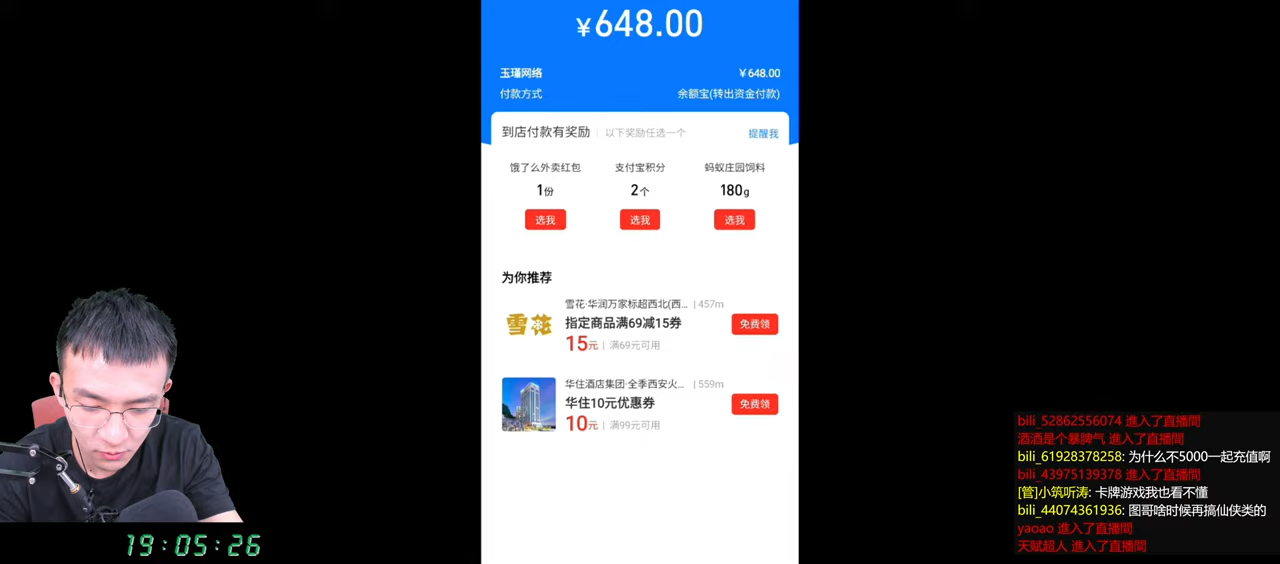 ￥648.00
玉瑾网络
￥648.00
付款方式
余额宝(转出资金付款)
到店付款有奖励
以下奖励任选一个
提醒我
饿了么外卖红包
支付宝积分
蚂蚁庄园饲料
1份
2个
180g
选我
选我
选我
为你推荐
雪花
雪花·华润万家标超西北(西...
| 457m
指定商品满69减15券
15元 | 满69元可用
免费领
华住酒店集团·全季西安火...
| 559m
华住10元优惠券
10元 | 满99元可用
免费领
bili_52862556074 進入了直播間
酒酒是个暴脾气 進入了直播間
bili_61928378258: 为什么不5000一起充值啊
bili_43975139378 進入了直播間
[管]小筑听涛: 卡牌游戏我也看不懂
bili_44074361936: 图哥啥时候再搞仙侠类的
yaoao 進入了直播間
天赋超人 進入了直播間
19:05:26